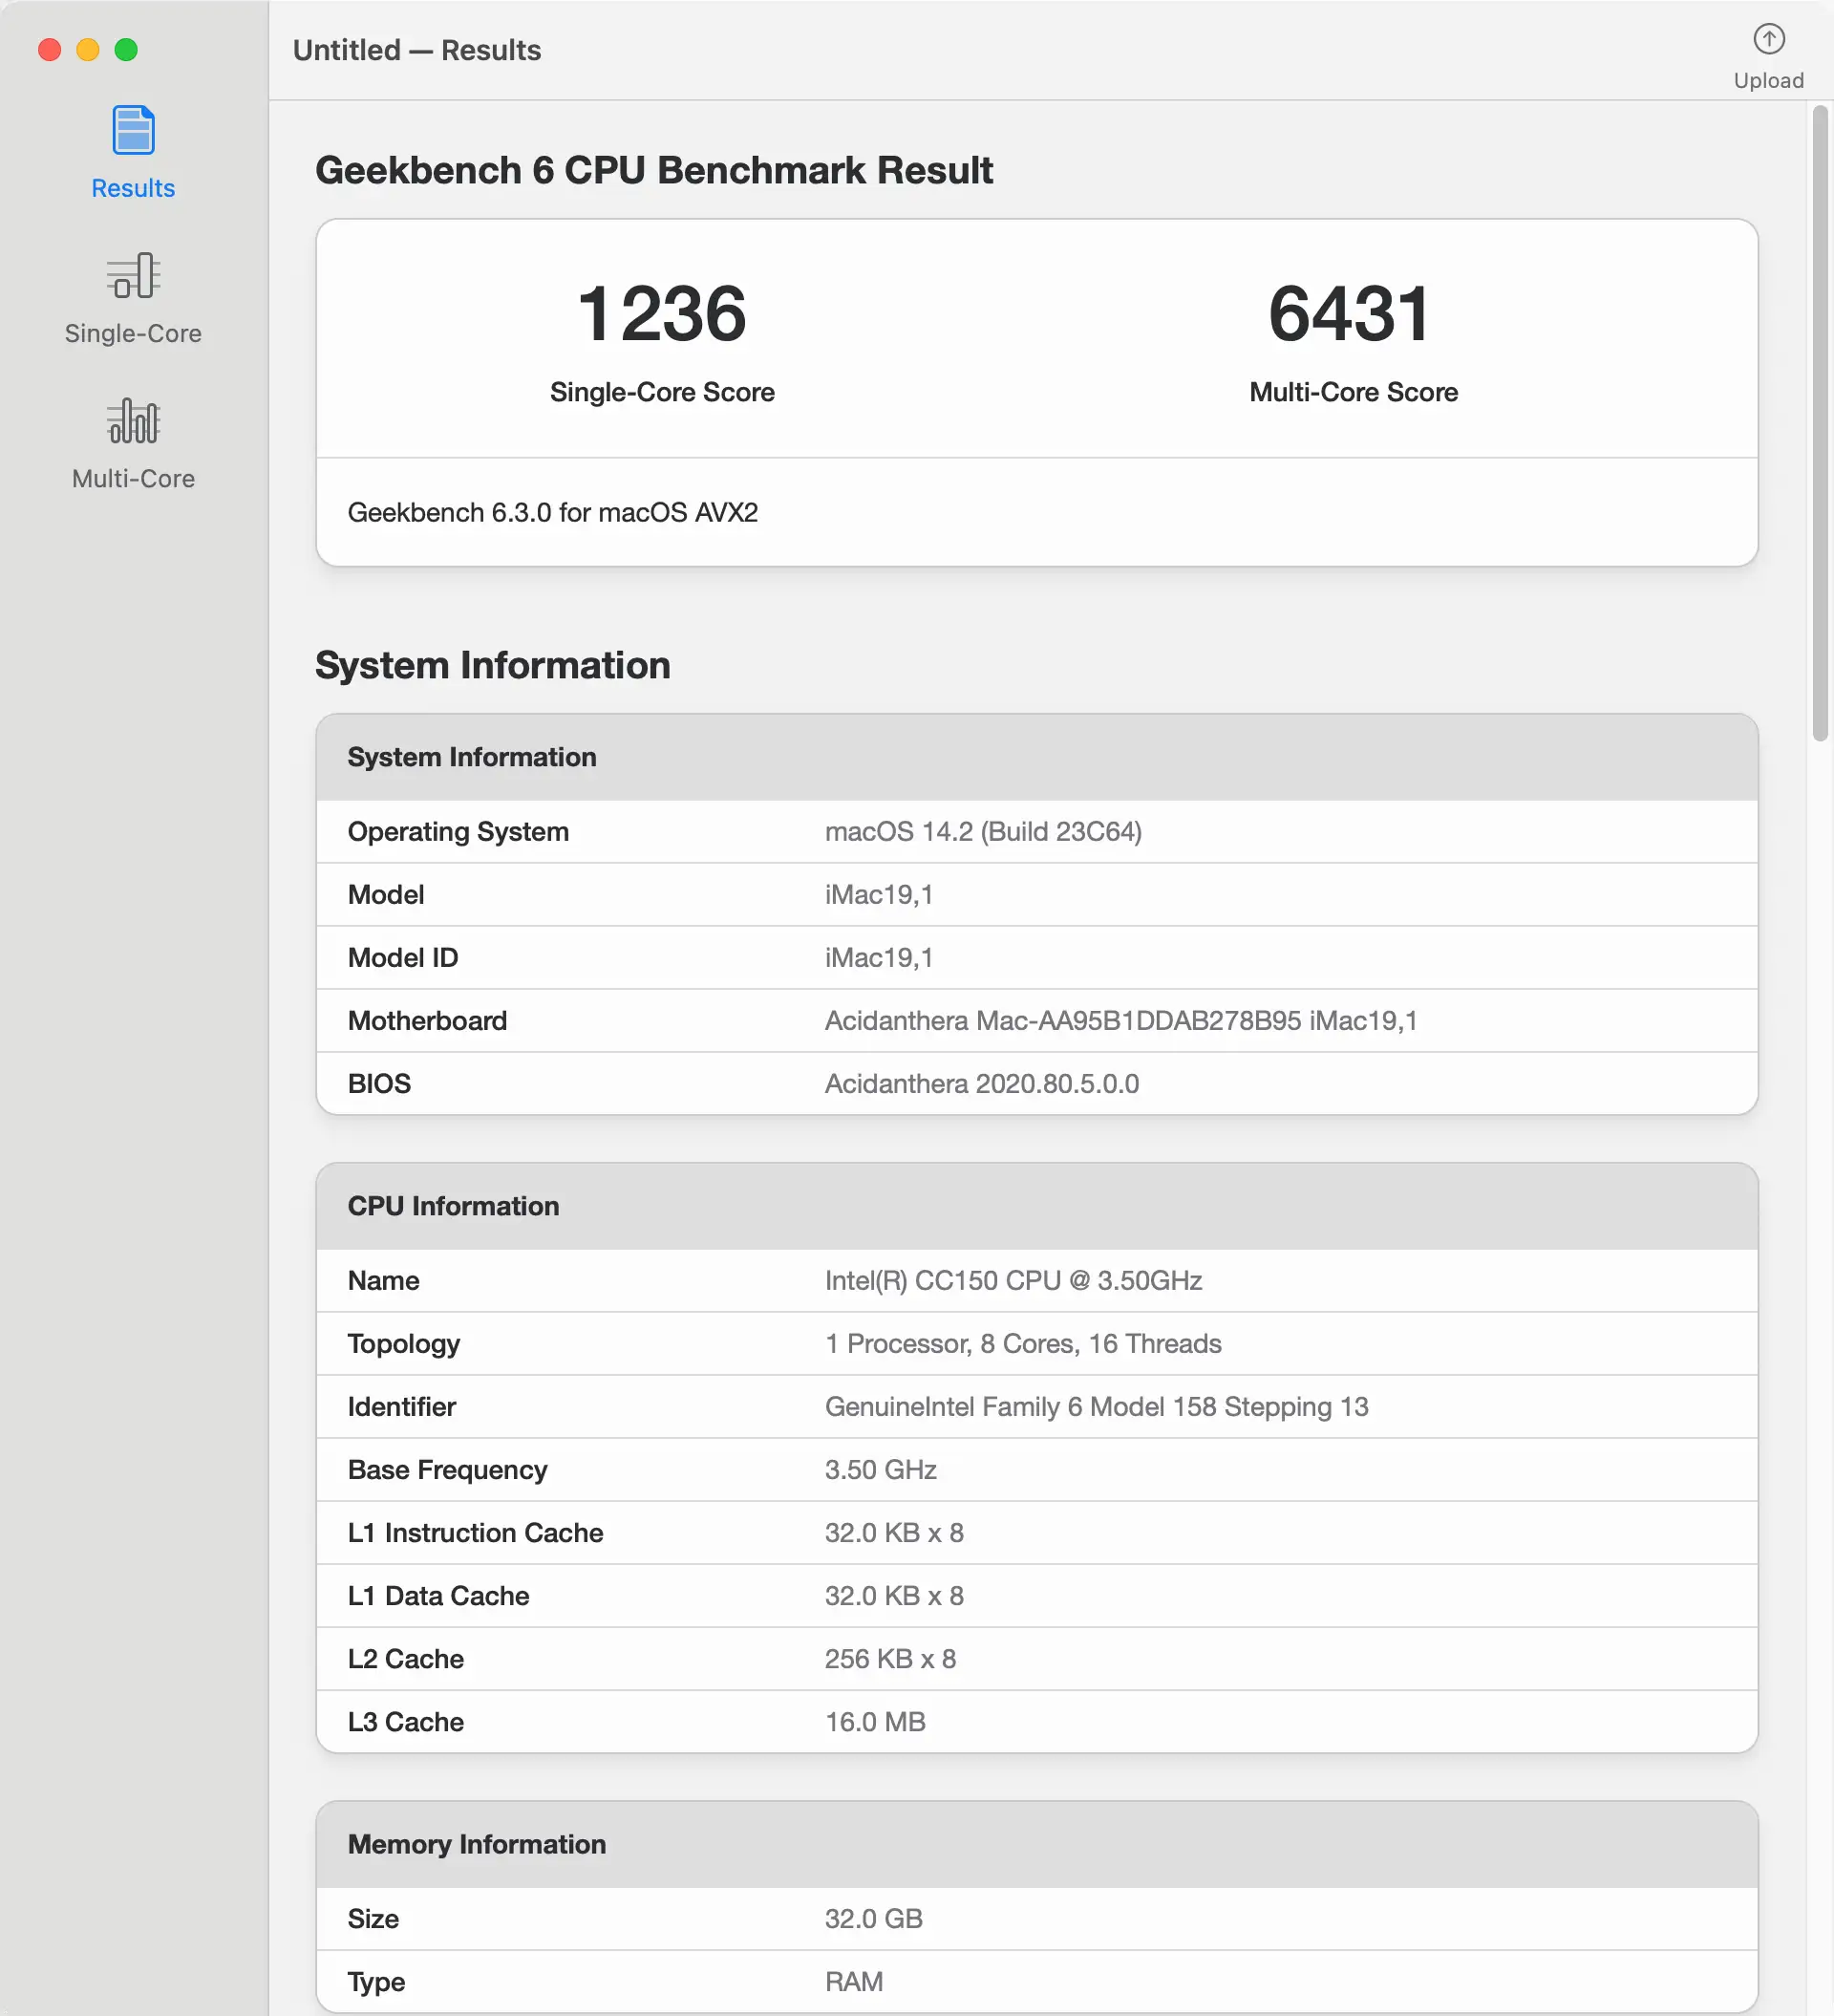 Untitled — Results
Upload
Results
Single-Core
Multi-Core
Geekbench 6 CPU Benchmark Result
1236
Single-Core Score
6431
Multi-Core Score
Geekbench 6.3.0 for macOS AVX2
System Information
System Information
Operating System macOS 14.2 (Build 23C64)
Model iMac19,1
Model ID iMac19,1
Motherboard Acidanthera Mac-AA95B1DDAB278B95 iMac19,1
BIOS Acidanthera 2020.80.5.0.0
CPU Information
Name Intel(R) CC150 CPU @ 3.50GHz
Topology 1 Processor, 8 Cores, 16 Threads
Identifier GenuineIntel Family 6 Model 158 Stepping 13
Base Frequency 3.50 GHz
L1 Instruction Cache 32.0 KB x 8
L1 Data Cache 32.0 KB x 8
L2 Cache 256 KB x 8
L3 Cache 16.0 MB
Memory Information
Size 32.0 GB
Type RAM